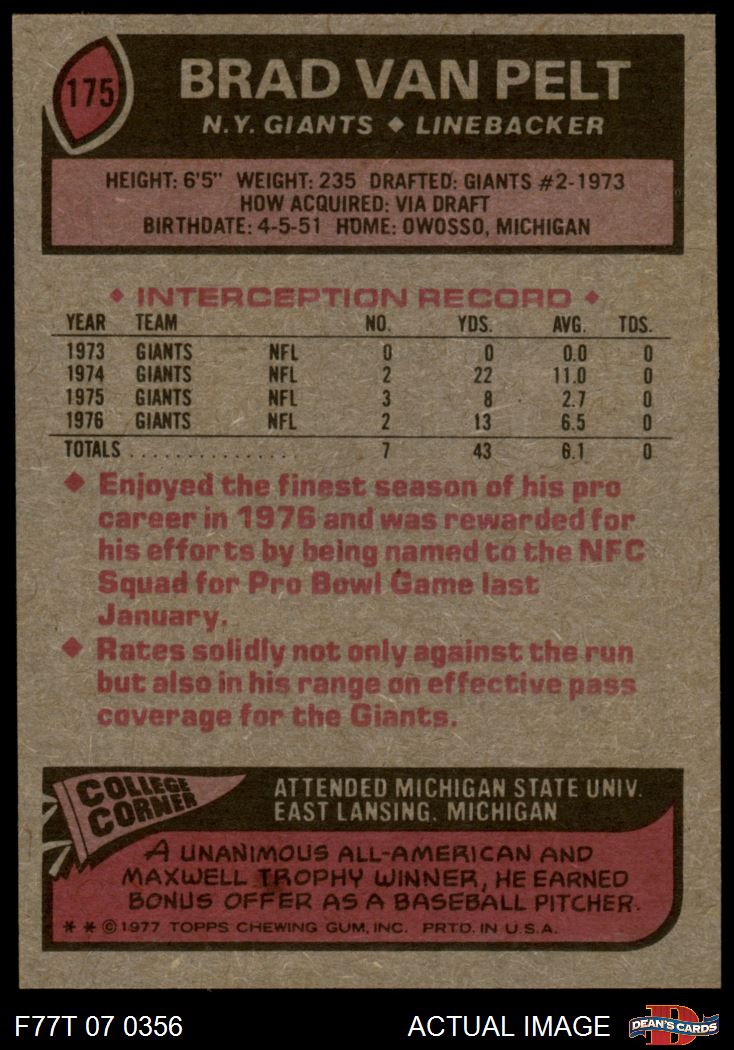 175
BRAD VAN PELT
N.Y. GIANTS ◆ LINEBACKER
HEIGHT: 6'5" WEIGHT: 235 DRAFTED: GIANTS #2-1973
HOW ACQUIRED: VIA DRAFT
BIRTHDATE: 4-5-51 HOME: OWOSSO, MICHIGAN
◆ INTERCEPTION RECORD ◆
YEAR TEAM NO. YDS. AVG. TDS.
1973 GIANTS NFL 0 0 0.0 0
1974 GIANTS NFL 2 22 11.0 0
1975 GIANTS NFL 3 8 2.7 0
1976 GIANTS NFL 2 13 6.5 0
TOTALS . . . . . . . . . . . . . . . 7 43 6.1 0
◆ Enjoyed the finest season of his pro
career in 1976 and was rewarded for
his efforts by being named to the NFC
Squad for Pro Bowl Game last
January.
◆ Rates solidly not only against the run
but also in his range on effective pass
coverage for the Giants.
COLLEGE
CORNER
ATTENDED MICHIGAN STATE UNIV.
EAST LANSING, MICHIGAN
A UNANIMOUS ALL-AMERICAN AND
MAXWELL TROPHY WINNER, HE EARNED
BONUS OFFER AS A BASEBALL PITCHER.
* * © 1977 TOPPS CHEWING GUM, INC. PRTD. IN U.S.A.
F77T 07 0356 ACTUAL IMAGE
D
DEAN'S CARDS